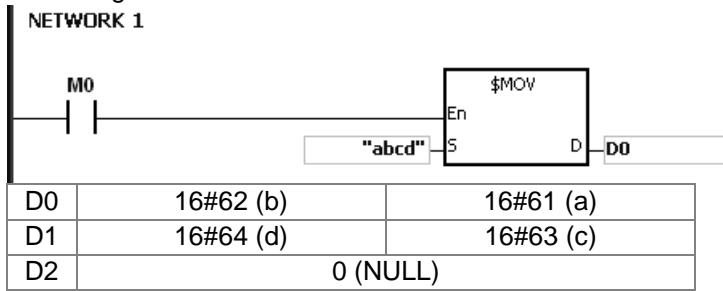 NETWORK 1
M0
$MOV
En
"abcd" S D D0
D0 16#62 (b) 16#61 (a)
D1 16#64 (d) 16#63 (c)
D2 0 (NULL)